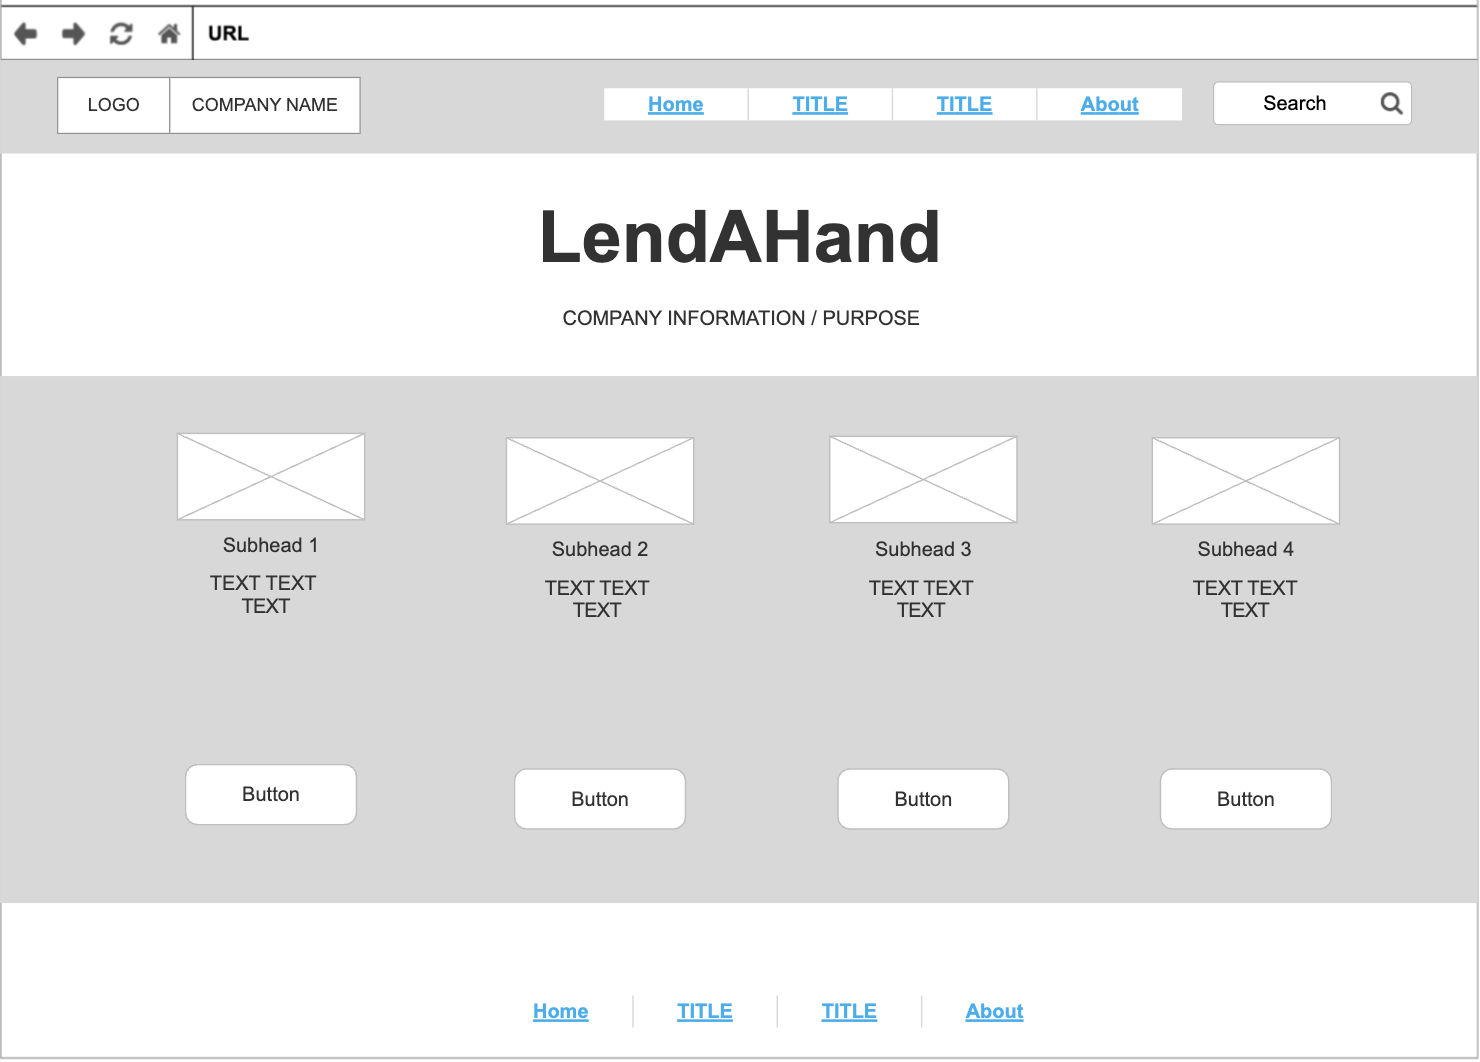 URL
LOGO COMPANY NAME Home TITLE TITLE About Search
LendAHand
COMPANY INFORMATION / PURPOSE
Subhead 1
TEXT TEXT
TEXT
Subhead 2
TEXT TEXT
TEXT
Subhead 3
TEXT TEXT
TEXT
Subhead 4
TEXT TEXT
TEXT
Button Button Button Button
Home TITLE TITLE About